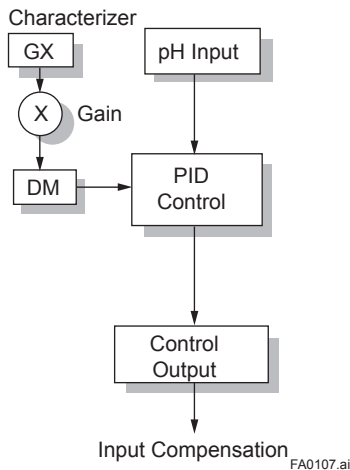 Characterizer
GX
pH Input
X
Gain
DM
PID
Control
Control
Output
Input Compensation
FA0107.ai